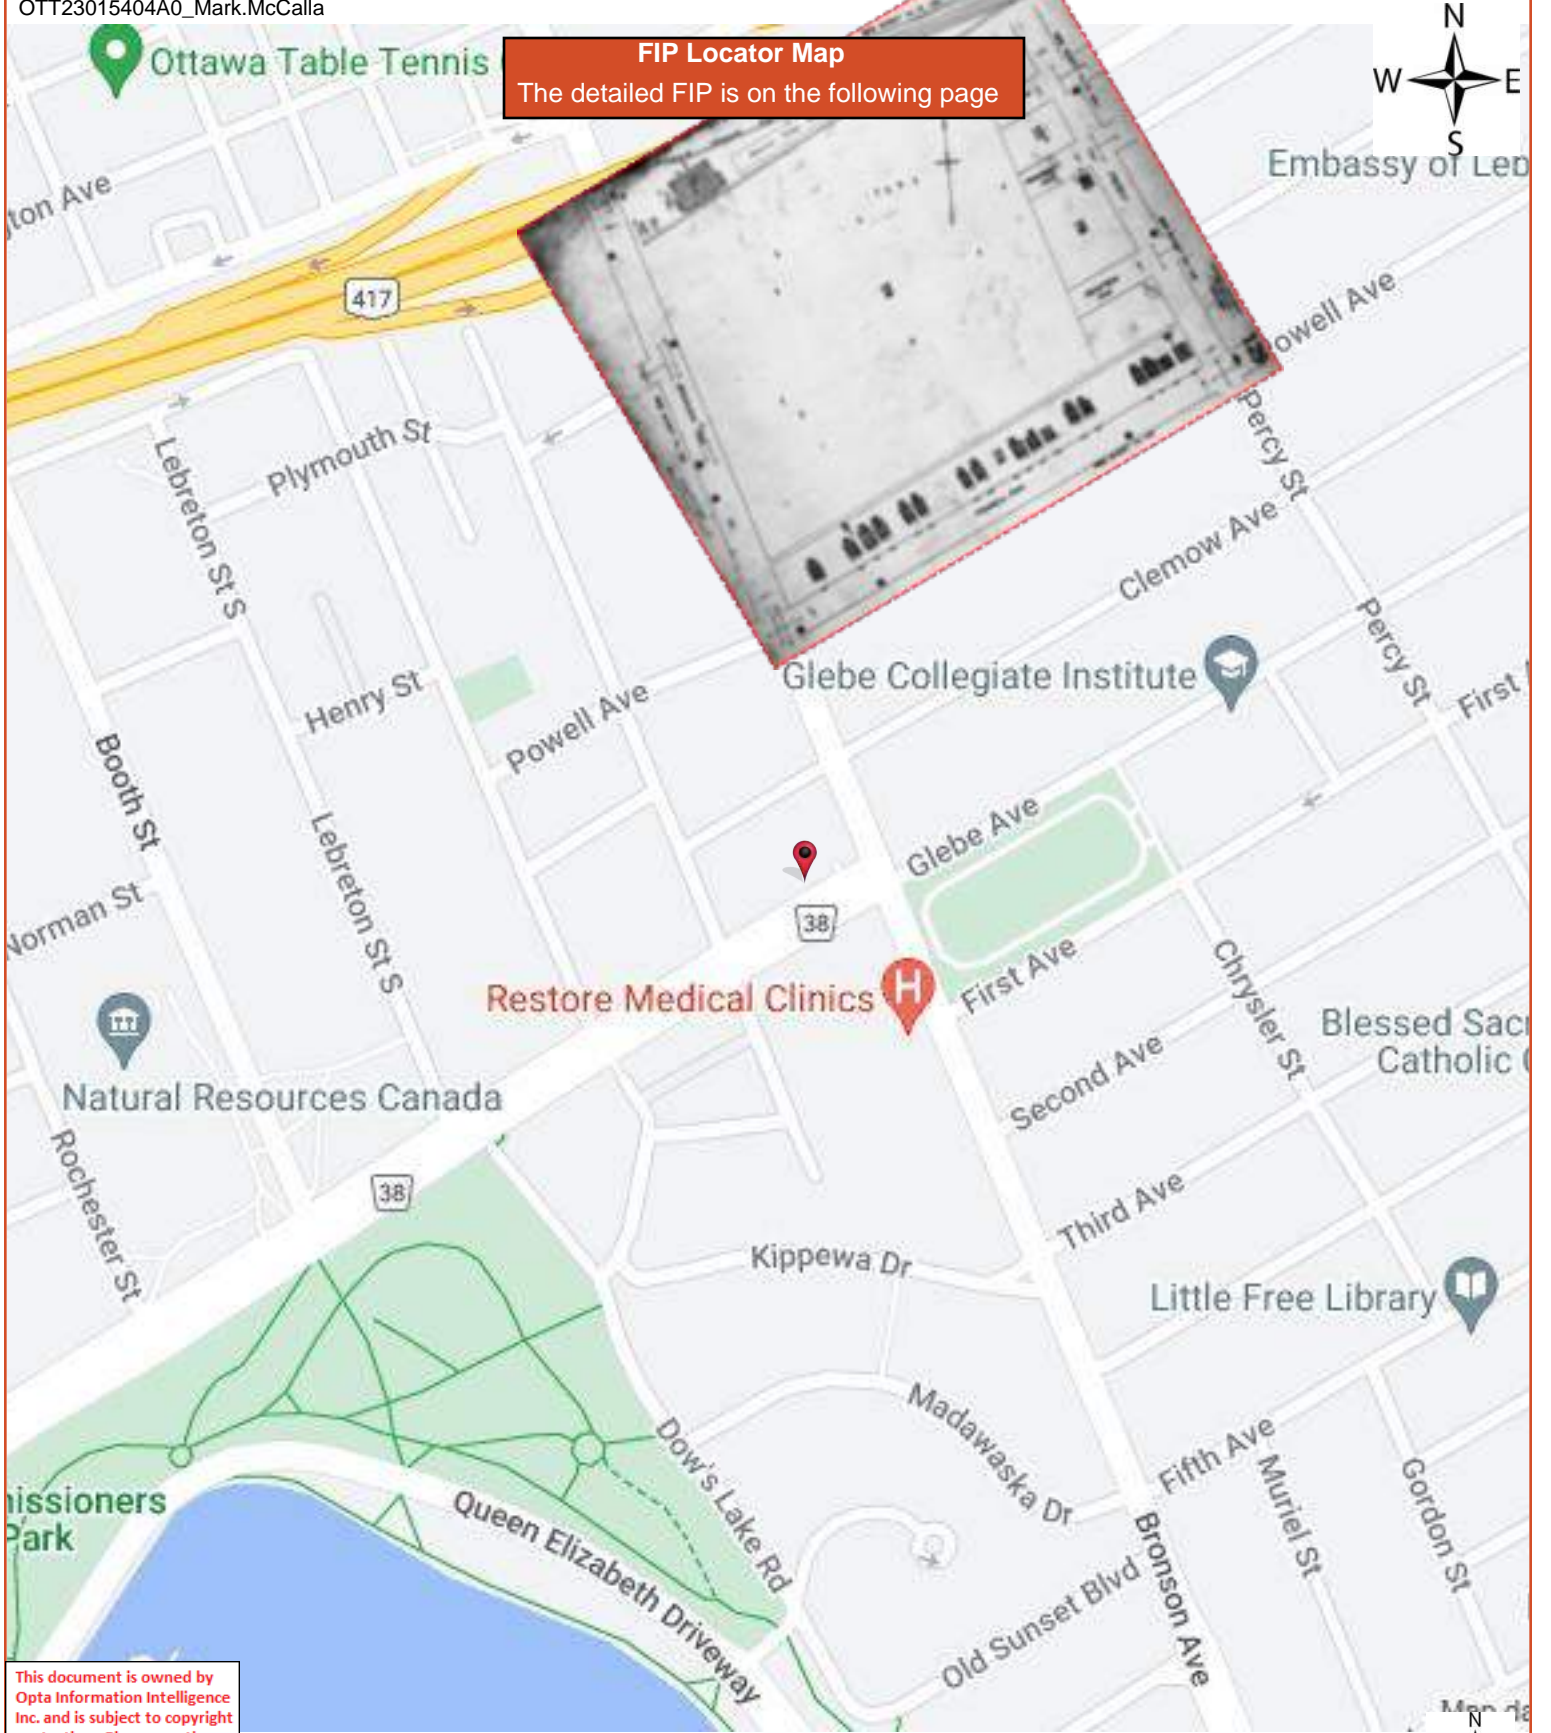 OTT23015404A0_Mark.McCalla
FIP Locator Map
The detailed FIP is on the following page
N
W E
S
Ottawa Table Tennis
Embassy of Leb
ton Ave
417
owell Ave
Plymouth St
Lebreton St S
Percy St
Clemow Ave
Percy St
Glebe Collegiate Institute
First
Henry St
Powell Ave
Booth St
Lebreton St S
Glebe Ave
Norman St
38
First Ave
Chrysler St
Restore Medical Clinics
H
Blessed Sacr
Catholic
Natural Resources Canada
Second Ave
Rochester St
38
Third Ave
Kippewa Dr
Little Free Library
Madawaska Dr
Dow's Lake Rd
Fifth Ave
Muriel St
Gordon St
nissioners
Park
Queen Elizabeth Driveway
Bronson Ave
Old Sunset Blvd
This document is owned by
Opta Information Intelligence
Inc. and is subject to copyright
Map da
N